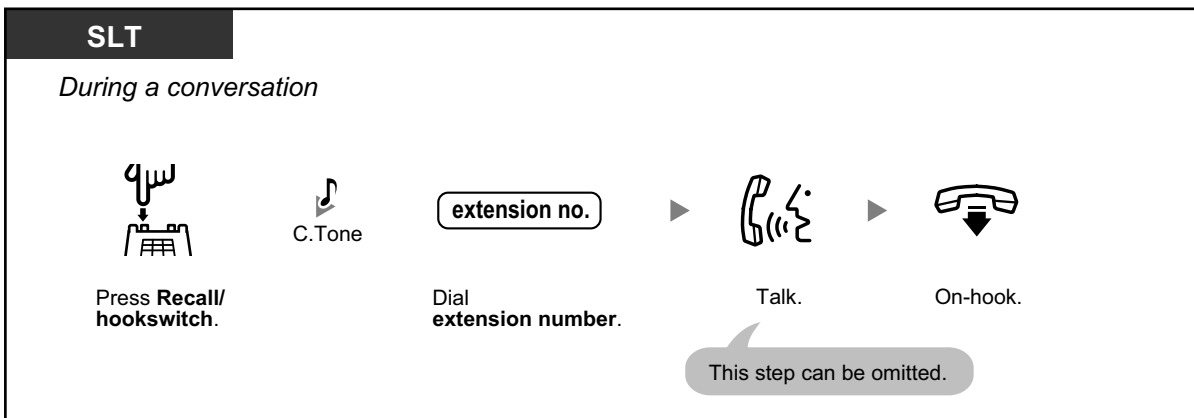 SLT
During a conversation
C.Tone
extension no.
Press Recall/
hookswitch.
Dial
extension number.
Talk.
On-hook.
This step can be omitted.